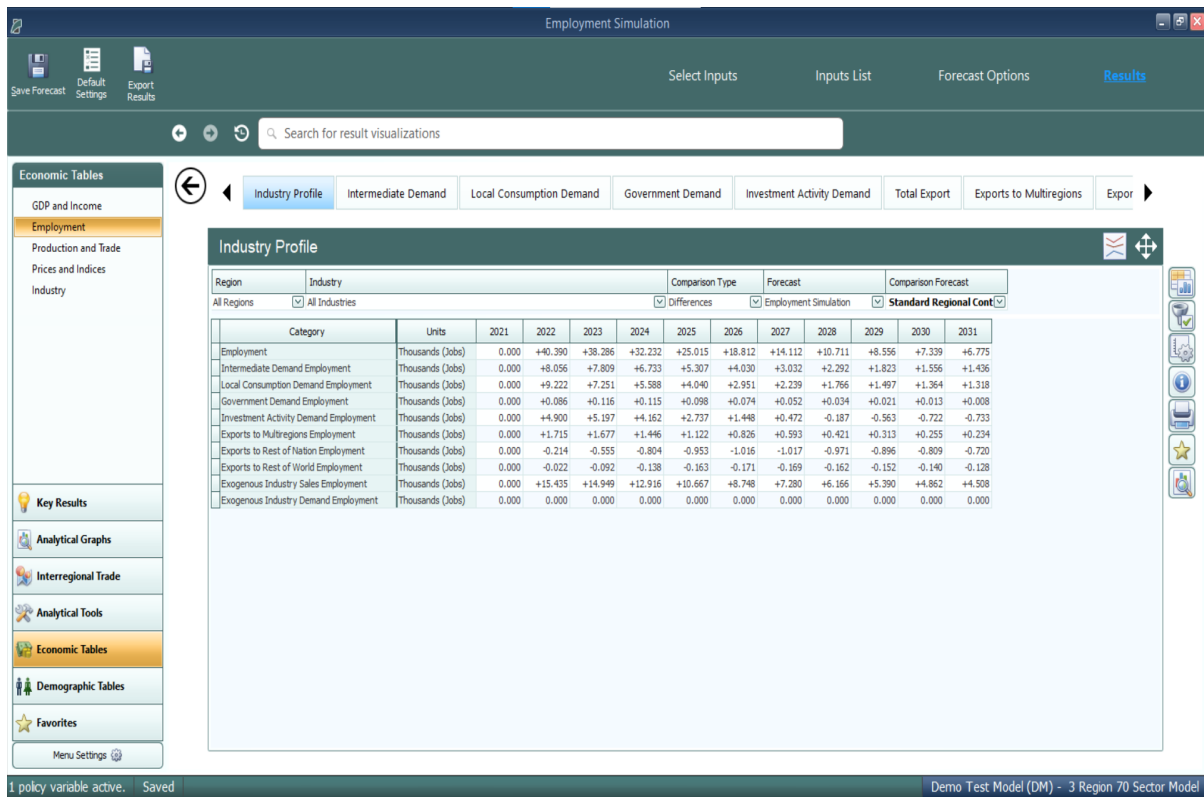 Employment Simulation
Save Forecast
Default Settings
Export Results
Select Inputs Inputs List Forecast Options Results
Search for result visualizations
Economic Tables
GDP and Income
Employment
Production and Trade
Prices and Indices
Industry
Key Results
Analytical Graphs
Interregional Trade
Analytical Tools
Economic Tables
Demographic Tables
Favorites
Menu Settings
Industry Profile Intermediate Demand Local Consumption Demand Government Demand Investment Activity Demand Total Export Exports to Multiregions Expor
Industry Profile
Region Industry Comparison Type Forecast Comparison Forecast
All Regions All Industries Differences Employment Simulation Standard Regional Cont
Category Units 2021 2022 2023 2024 2025 2026 2027 2028 2029 2030 2031
Employment Thousands (Jobs) 0.000 +40.390 +38.286 +32.232 +25.015 +18.812 +14.112 +10.711 +8.556 +7.339 +6.775
Intermediate Demand Employment Thousands (Jobs) 0.000 +8.056 +7.809 +6.733 +5.307 +4.030 +3.032 +2.292 +1.823 +1.556 +1.436
Local Consumption Demand Employment Thousands (Jobs) 0.000 +9.222 +7.251 +5.588 +4.040 +2.951 +2.239 +1.766 +1.497 +1.364 +1.318
Government Demand Employment Thousands (Jobs) 0.000 +0.086 +0.116 +0.115 +0.098 +0.074 +0.052 +0.034 +0.021 +0.013 +0.008
Investment Activity Demand Employment Thousands (Jobs) 0.000 +4.900 +5.197 +4.162 +2.737 +1.448 +0.472 -0.187 -0.563 -0.722 -0.733
Exports to Multiregions Employment Thousands (Jobs) 0.000 +1.715 +1.677 +1.446 +1.122 +0.826 +0.593 +0.421 +0.313 +0.255 +0.234
Exports to Rest of Nation Employment Thousands (Jobs) 0.000 -0.214 -0.555 -0.804 -0.953 -1.016 -1.017 -0.971 -0.896 -0.809 -0.720
Exports to Rest of World Employment Thousands (Jobs) 0.000 -0.022 -0.092 -0.138 -0.163 -0.171 -0.169 -0.162 -0.152 -0.140 -0.128
Exogenous Industry Sales Employment Thousands (Jobs) 0.000 +15.435 +14.949 +12.916 +10.667 +8.748 +7.280 +6.166 +5.390 +4.862 +4.508
Exogenous Industry Demand Employment Thousands (Jobs) 0.000 0.000 0.000 0.000 0.000 0.000 0.000 0.000 0.000 0.000 0.000
1 policy variable active. Saved
Demo Test Model (DM) - 3 Region 70 Sector Model